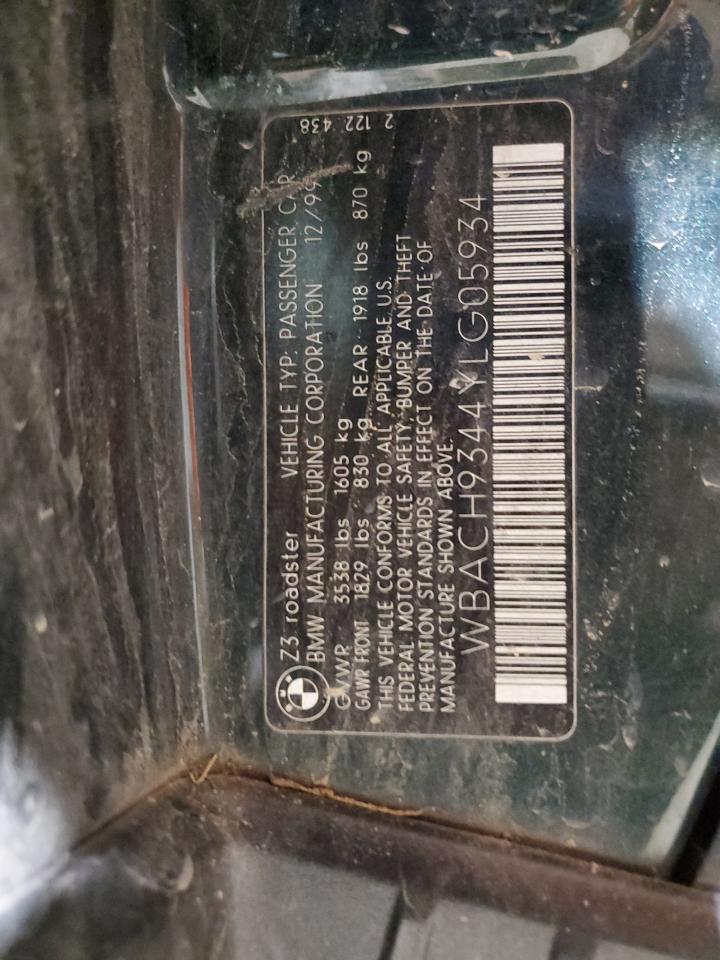 Z3 roadster VEHICLE TYP: PASSENGER CAR
BMW MANUFACTURING CORPORATION 12/99
GVWR 3538 lbs 1605 kg
GAWR FRONT 1829 lbs 830 kg REAR 1918 lbs 870 kg
THIS VEHICLE CONFORMS TO ALL APPLICABLE U.S.
FEDERAL MOTOR VEHICLE SAFETY, BUMPER AND THEFT
PREVENTION STANDARDS IN EFFECT ON THE DATE OF
MANUFACTURE SHOWN ABOVE.
WBACH9344YLG05934
2 122 438